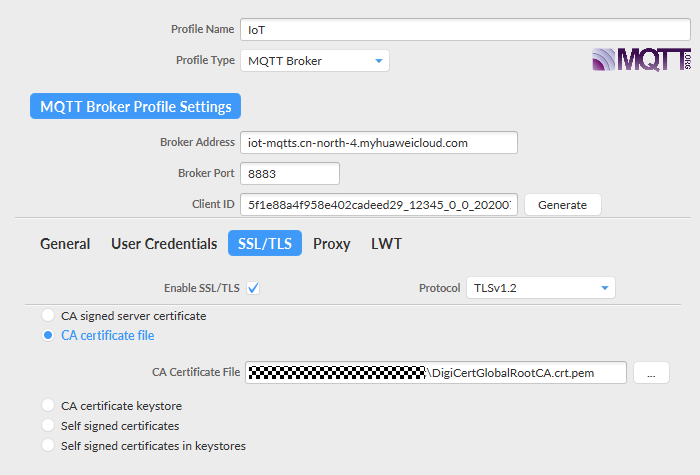 Profile Name IoT
Profile Type MQTT Broker
MQTT.ORG
MQTT Broker Profile Settings
Broker Address iot-mqtts.cn-north-4.myhuaweicloud.com
Broker Port 8883
Client ID 5f1e88a4f958e402cadeed29_12345_0_0_20200 Generate
General User Credentials SSL/TLS Proxy LWT
Enable SSL/TLS Protocol TLSv1.2
CA signed server certificate
CA certificate file
CA Certificate File \DigiCertGlobalRootCA.crt.pem ...
CA certificate keystore
Self signed certificates
Self signed certificates in keystores